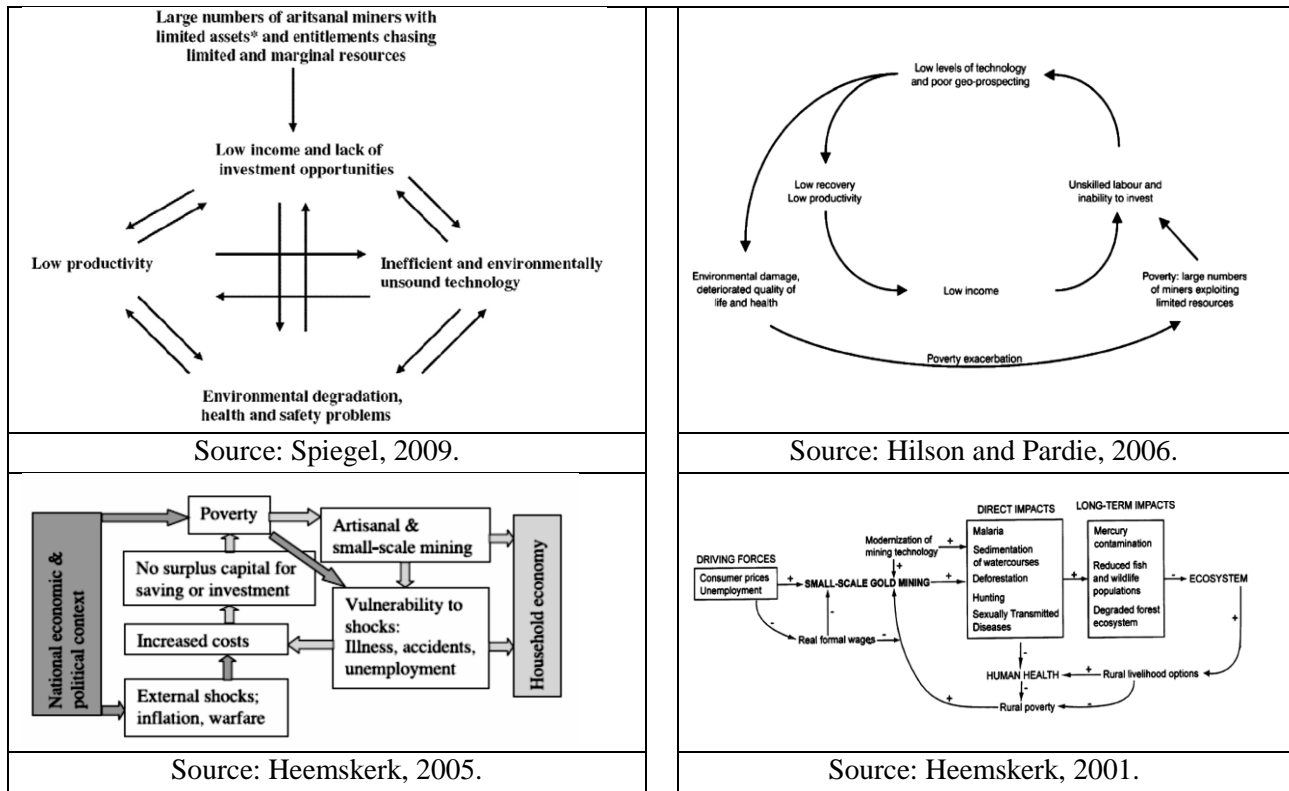 Large numbers of aritsanal miners with
limited assets* and entitlements chasing
limited and marginal resources
Low income and lack of
investment opportunities
Low productivity
Inefficient and environmentally
unsound technology
Environmental degradation,
health and safety problems
Source: Spiegel, 2009.
Low levels of technology
and poor geo-prospecting
Low recovery
Low productivity
Unskilled labour and
inability to invest
Environmental damage,
deteriorated quality of
life and health
Low income
Poverty: large numbers
of miners exploiting
limited resources
Poverty exacerbation
Source: Hilson and Pardie, 2006.
National economic &
political context
Poverty
Artisanal &
small-scale mining
No surplus capital for
saving or investment
Vulnerability to
shocks:
Illness, accidents,
unemployment
Increased costs
External shocks;
inflation, warfare
Household economy
Source: Heemskerk, 2005.
DRIVING FORCES
Consumer prices
Unemployment
+
-
Real formal wages
-
-
Modernization of
mining technology
+
+
SMALL-SCALE GOLD MINING
+
DIRECT IMPACTS
Malaria
Sedimentation
of watercourses
Deforestation
Hunting
Sexually Transmitted
Diseases
+
LONG-TERM IMPACTS
Mercury
contamination
Reduced fish
and wildlife
populations
Degraded forest
ecosystem
-
ECOSYSTEM
+
-
HUMAN HEALTH
+
Rural livelihood options
-
-
+
Rural poverty
Source: Heemskerk, 2001.